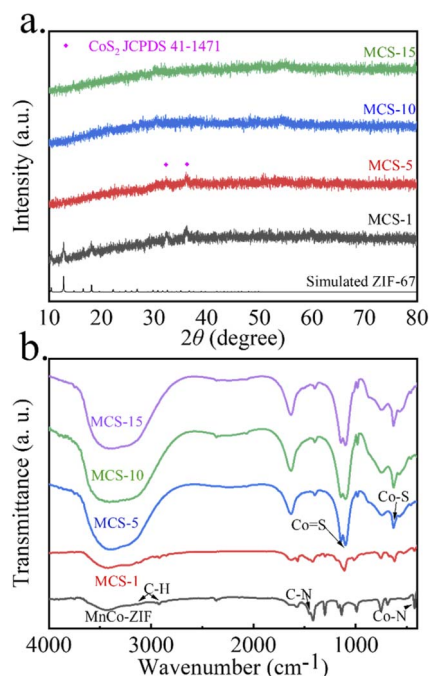 a.
CoS₂ JCPDS 41-1471
MCS-15
MCS-10
MCS-5
MCS-1
Simulated ZIF-67
Intensity (a.u.)
10 20 30 40 50 60 70 80
2θ (degree)
b.
MCS-15
MCS-10
MCS-5
MCS-1
MnCo-ZIF
C-H
C-N
Co=S
Co-S
Co-N
Transmittance (a. u.)
4000 3000 2000 1000
Wavenumber (cm⁻¹)